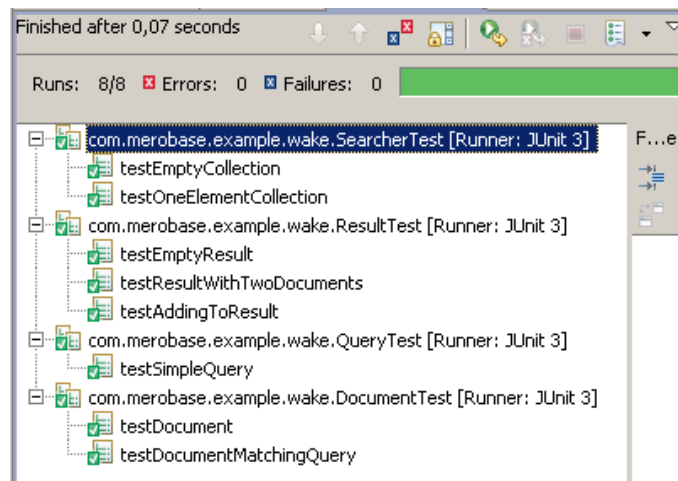 Finished after 0,07 seconds
Runs: 8/8 Errors: 0 Failures: 0
com.merobase.example.wake.SearcherTest [Runner: JUnit 3] F...e
testEmptyCollection
testOneElementCollection
com.merobase.example.wake.ResultTest [Runner: JUnit 3]
testEmptyResult
testResultWithTwoDocuments
testAddingToResult
com.merobase.example.wake.QueryTest [Runner: JUnit 3]
testSimpleQuery
com.merobase.example.wake.DocumentTest [Runner: JUnit 3]
testDocument
testDocumentMatchingQuery